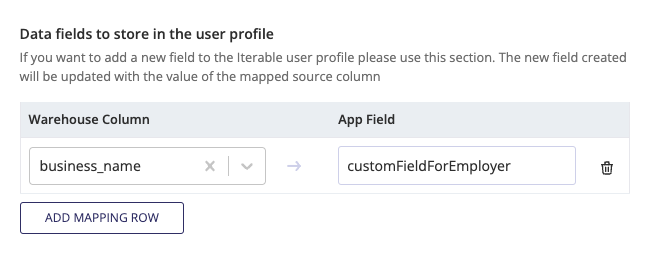 Data fields to store in the user profile
If you want to add a new field to the Iterable user profile please use this section. The new field created
will be updated with the value of the mapped source column
Warehouse Column App Field
business_name customFieldForEmployer
ADD MAPPING ROW